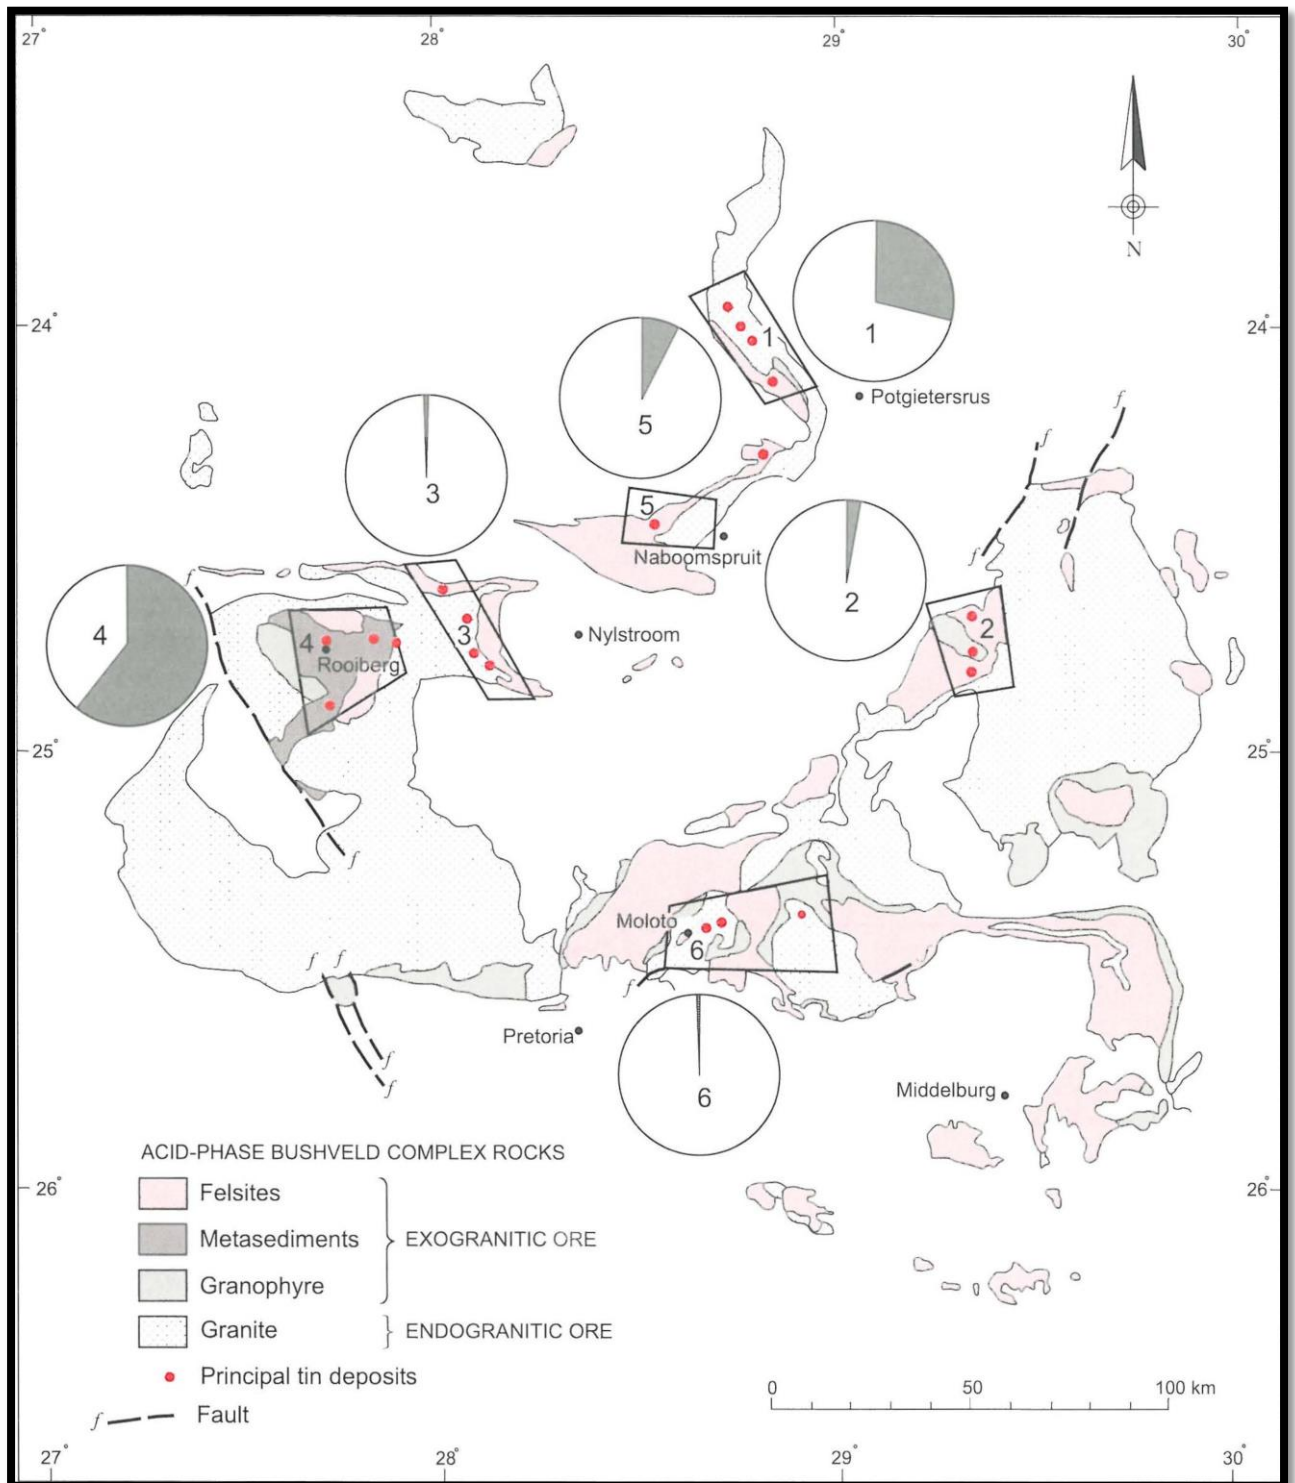 27°
28°
29°
30°
N
1
1
24°
24°
5
Potgietersrus
3
f
f
5
2
Naboomspruit
f
f
4
3
Nylstroom
2
4
Rooiberg
25°
25°
f
Moloto
6
f
f
f
f
Pretoria
f
f
6
Middelburg
ACID-PHASE BUSHVELD COMPLEX ROCKS
Felsites
Metasediments
EXOGRANITIC ORE
Granophyre
Granite
ENDOGRANITIC ORE
Principal tin deposits
f Fault
26°
26°
0 50 100 km
27°
28°
29°
30°